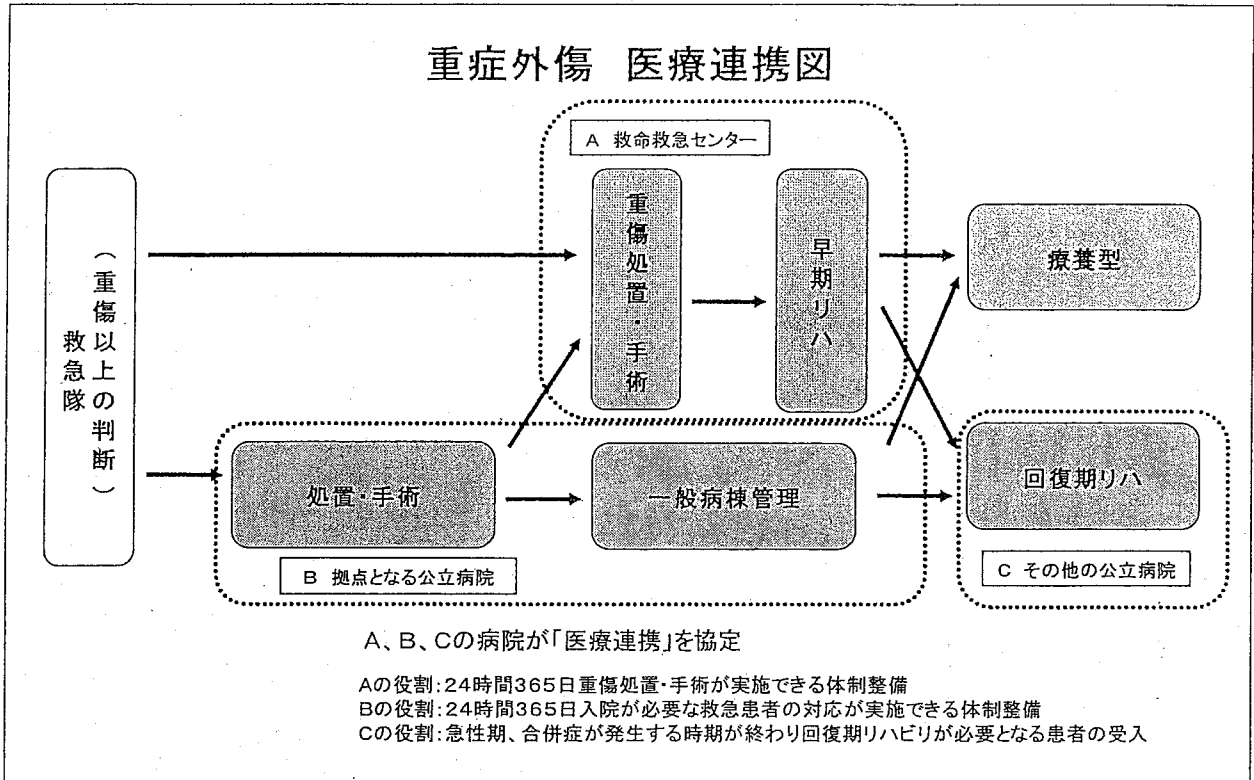 重症外傷 医療連携図
A 救命救急センター
重傷処置・手術
早期リハ
療養型
(重傷以上の判断)
救急隊
処置・手術
一般病棟管理
回復期リハ
B 拠点となる公立病院
C その他の公立病院
A、B、Cの病院が「医療連携」を協定
Aの役割:24時間365日重傷処置・手術が実施できる体制整備
Bの役割:24時間365日入院が必要な救急患者の対応が実施できる体制整備
Cの役割:急性期、合併症が発生する時期が終わり回復期リハビリが必要となる患者の受入